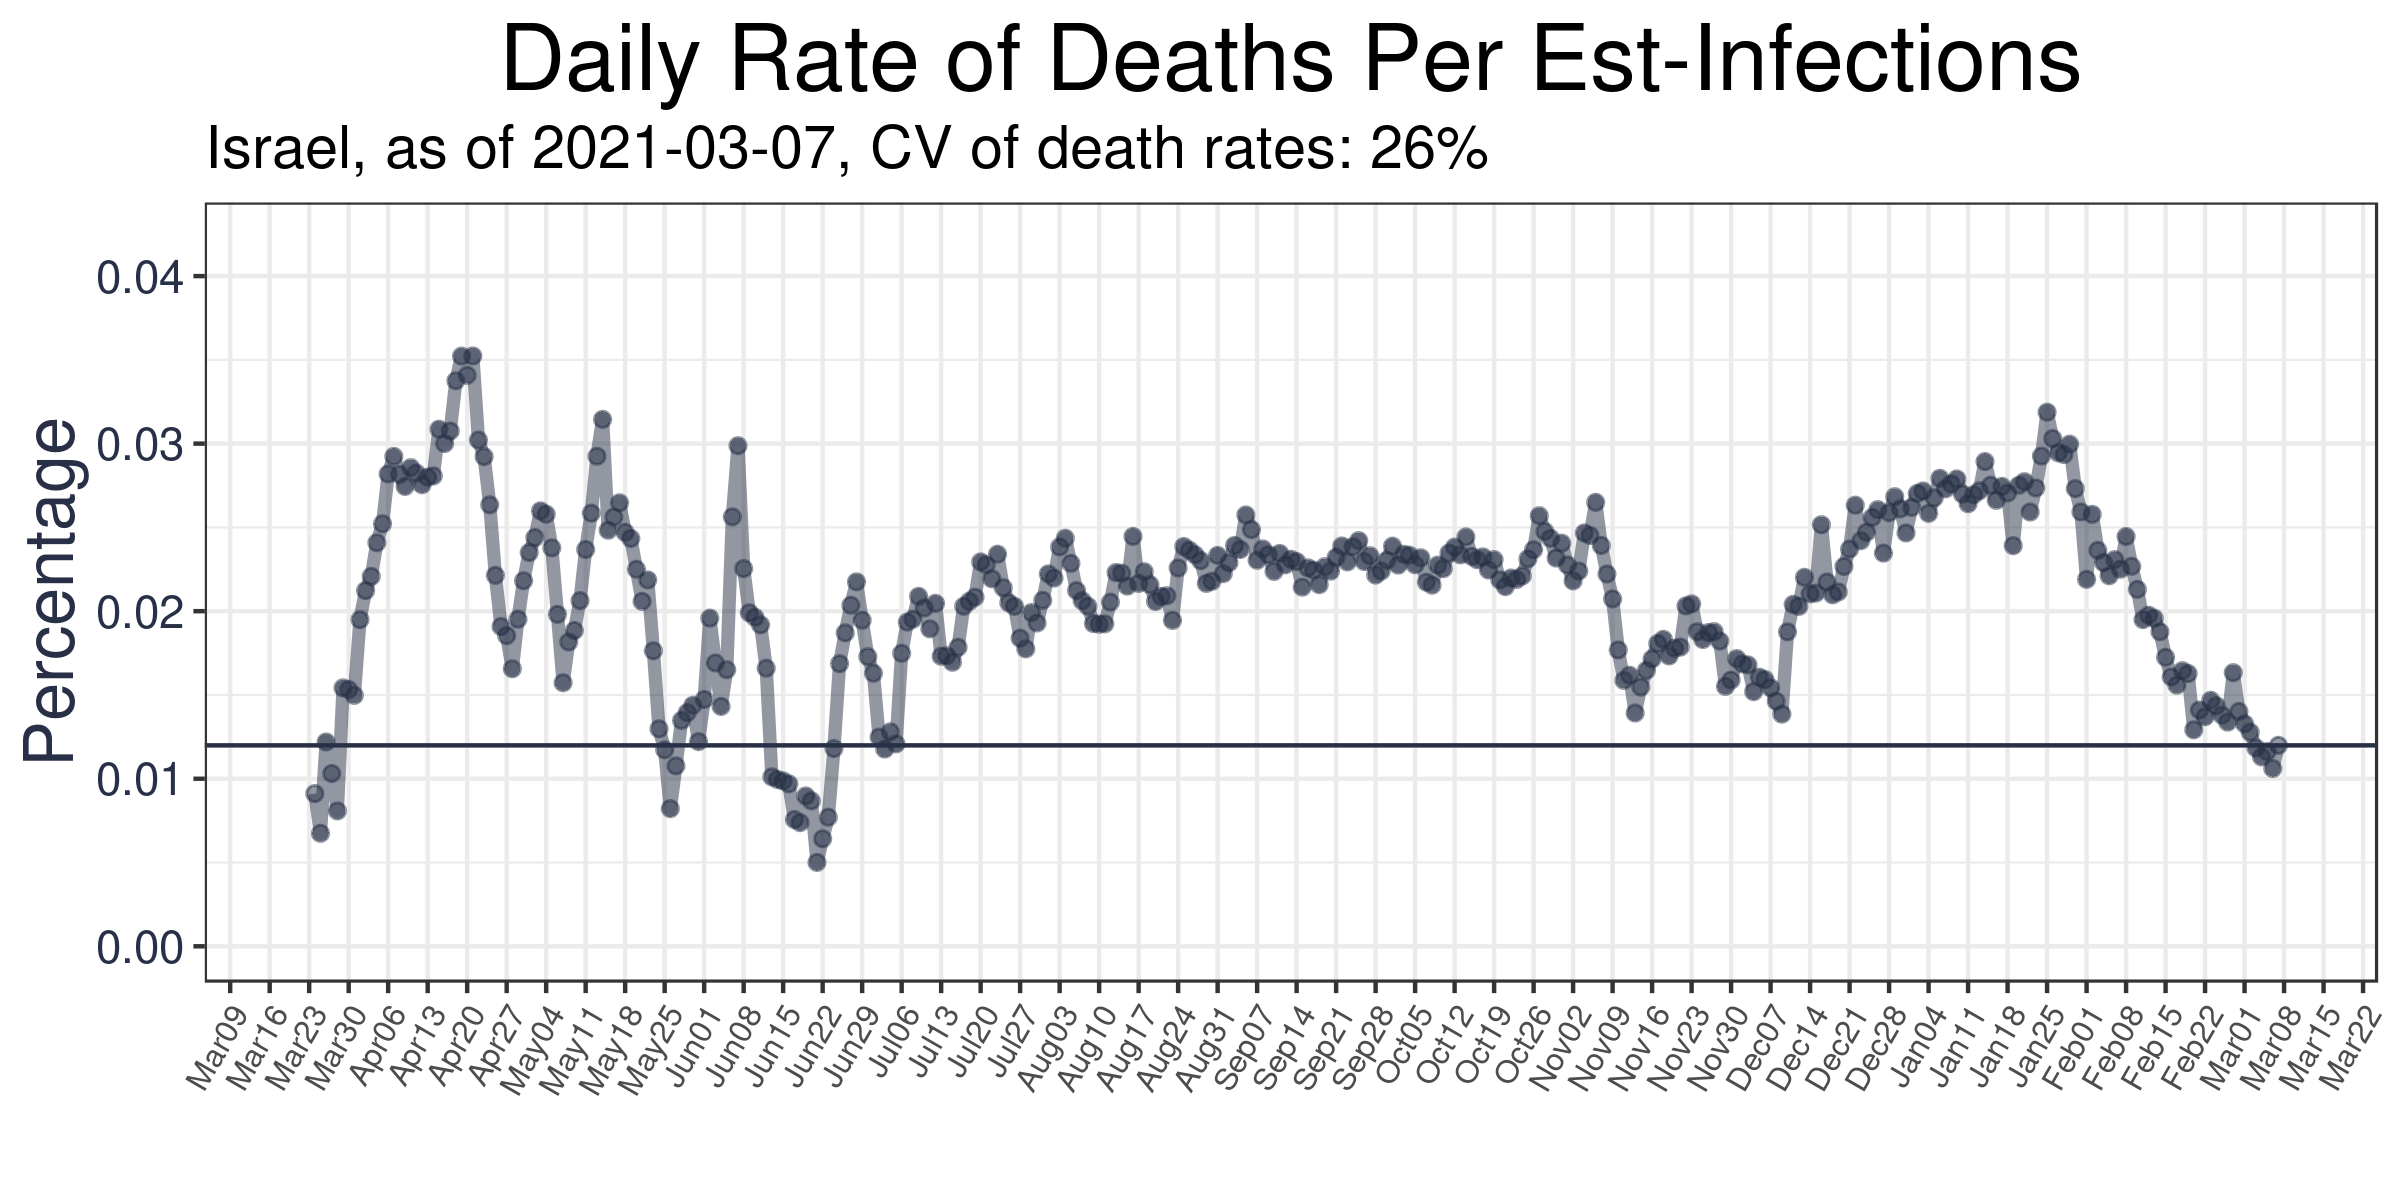 Daily Rate of Deaths Per Est-Infections
Israel, as of 2021-03-07, CV of death rates: 26%
Percentage
0.04
0.03
0.02
0.01
0.00
Mar09
Mar16
Mar23
Mar30
Apr06
Apr13
Apr20
Apr27
May04
May11
May18
May25
Jun01
Jun08
Jun15
Jun22
Jun29
Jul06
Jul13
Jul20
Jul27
Aug03
Aug10
Aug17
Aug24
Aug31
Sep07
Sep14
Sep21
Sep28
Oct05
Oct12
Oct19
Oct26
Nov02
Nov09
Nov16
Nov23
Nov30
Dec07
Dec14
Dec21
Dec28
Jan04
Jan11
Jan18
Jan25
Feb01
Feb08
Feb15
Feb22
Mar01
Mar08
Mar15
Mar22